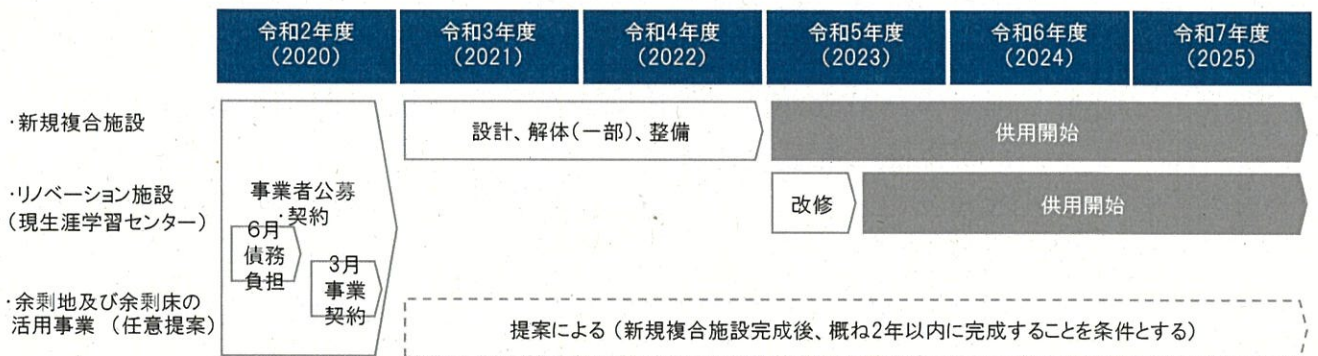 令和2年度
（2020）
令和3年度
（2021）
令和4年度
（2022）
令和5年度
（2023）
令和6年度
（2024）
令和7年度
（2025）
・新規複合施設
設計、解体（一部）、整備
供用開始
・リノベーション施設
（現生涯学習センター）
事業者公募
・契約
改修
供用開始
6月
債務
負担
3月
事業
契約
・余剰地及び余剰床の
活用事業 （任意提案）
提案による （新規複合施設完成後、概ね2年以内に完成することを条件とする）